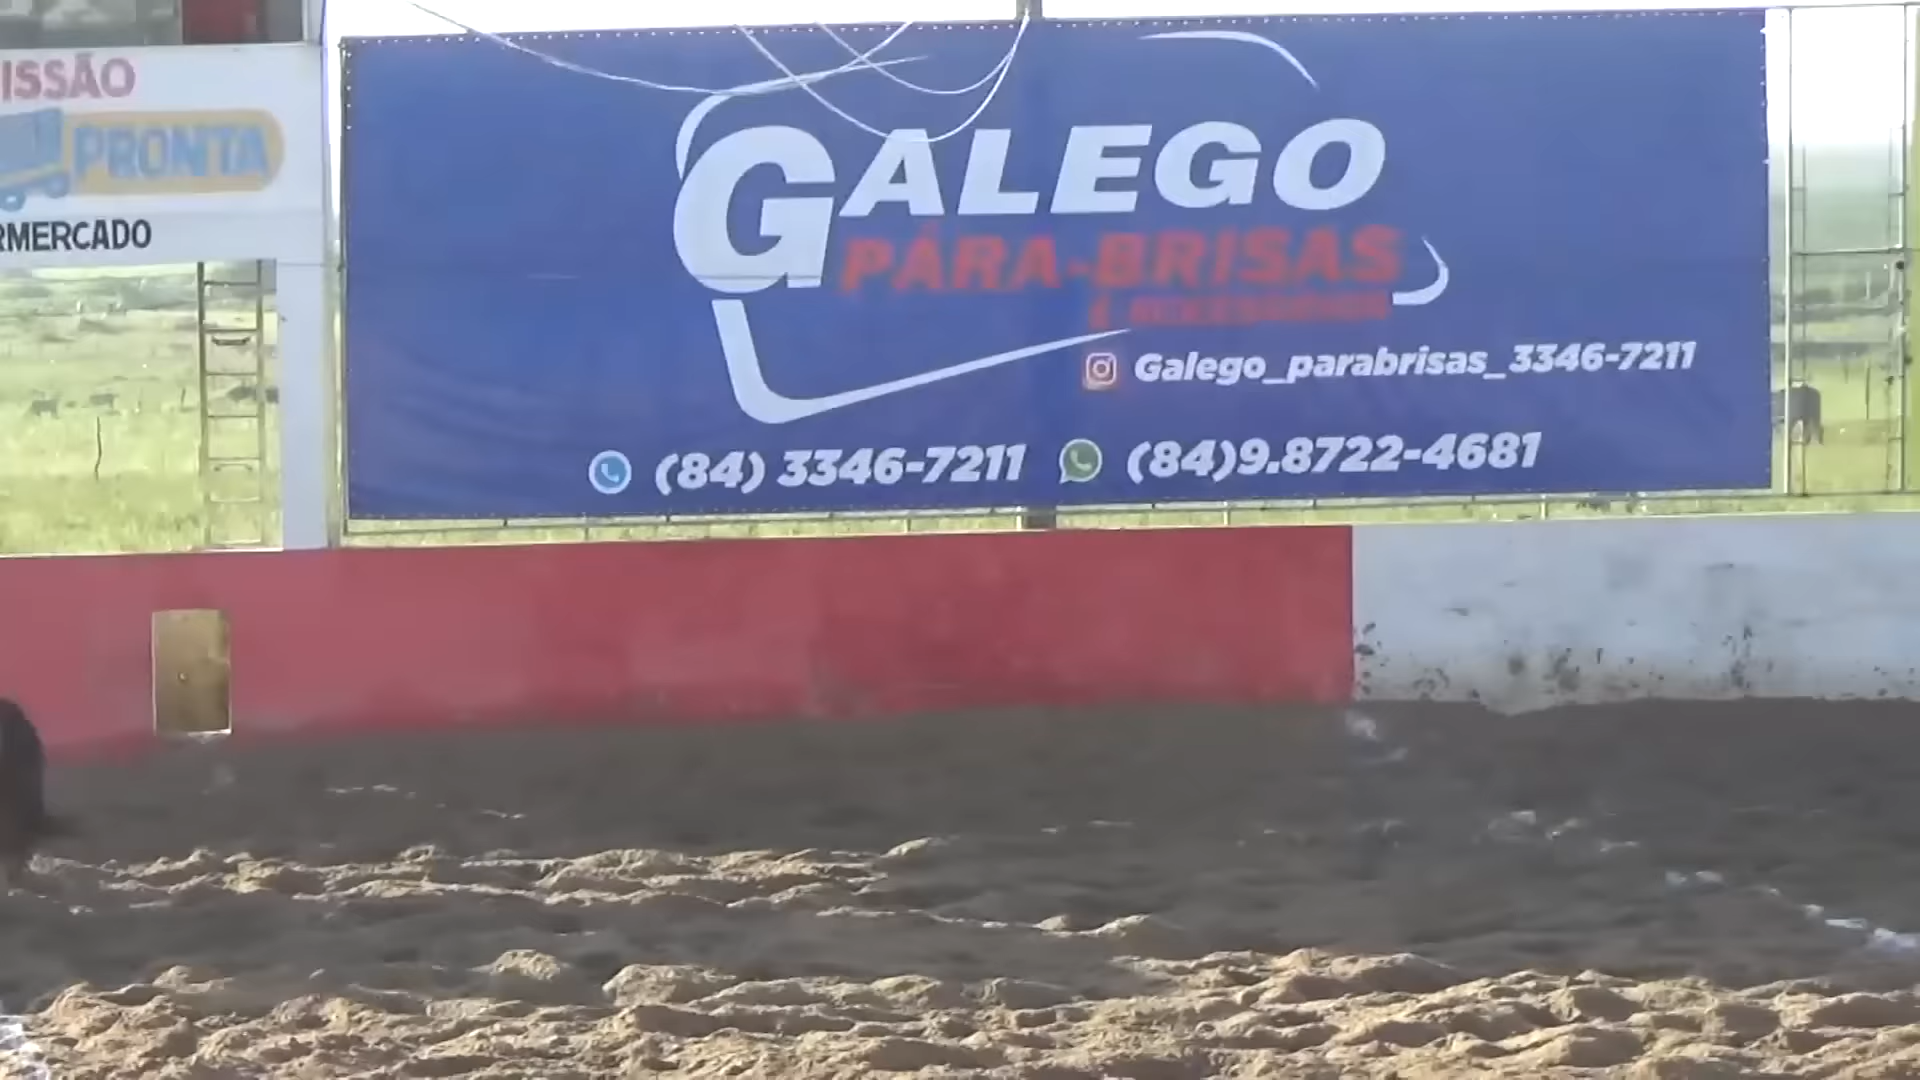 ISSÃO
PRONTA
RMERCADO
GALEGO
PÁRA-BRISAS
Galego_parabrisas_3346-7211
(84) 3346-7211
(84)9.8722-4681